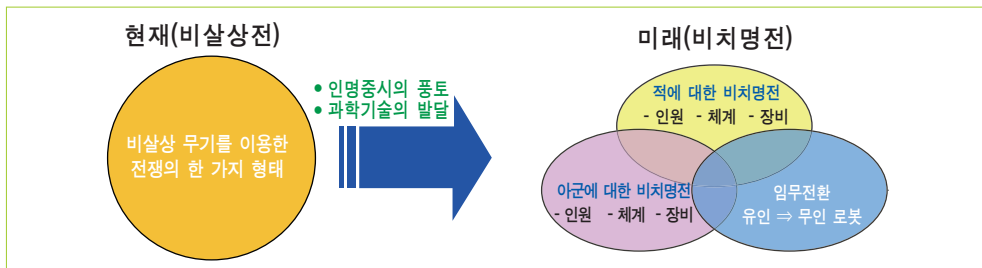 현재(비살상전)
비살상 무기를 이용한
전쟁의 한 가지 형태
• 인명중시의 풍토
• 과학기술의 발달
미래(비치명전)
적에 대한 비치명전
- 인원 - 체계 - 장비
아군에 대한 비치명전
- 인원 - 체계 - 장비
임무전환
유인 ⇒ 무인 로봇